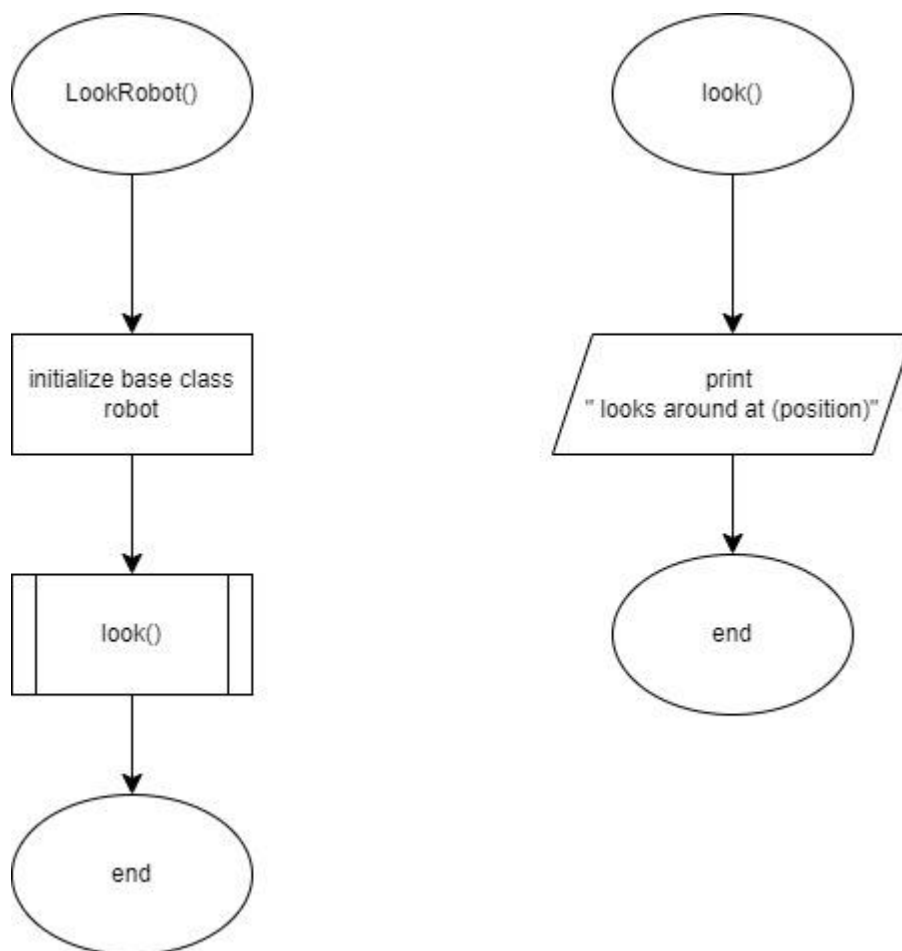 LookRobot()
initialize base class
robot
look()
end
look()
print
" looks around at (position)"
end